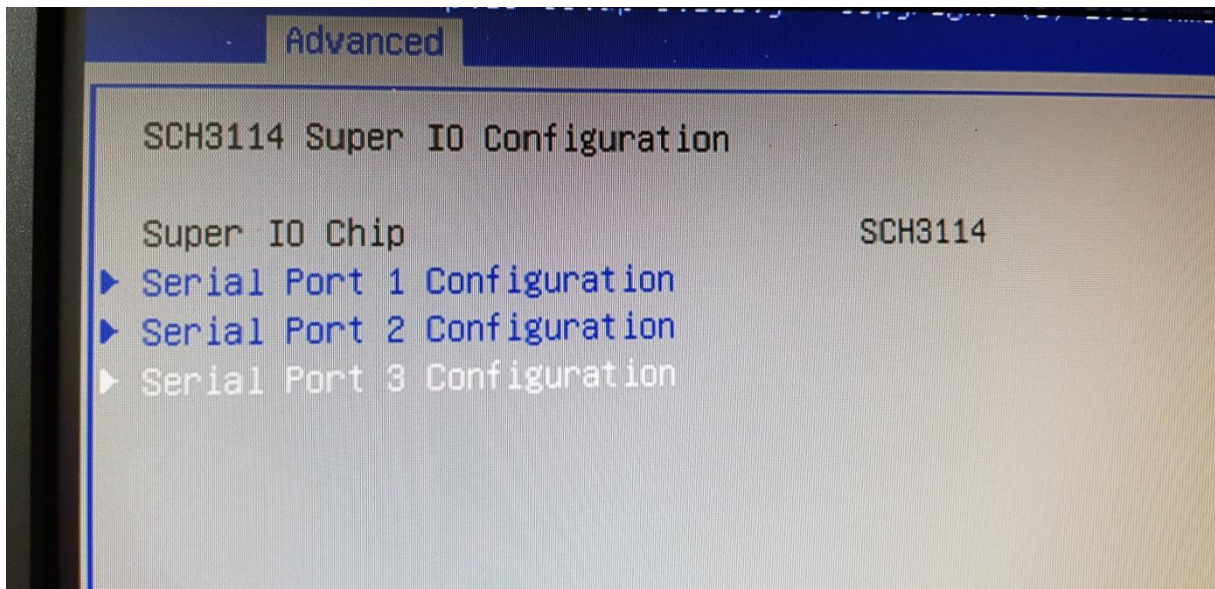 Advanced
SCH3114 Super IO Configuration
Super IO Chip SCH3114
Serial Port 1 Configuration
Serial Port 2 Configuration
Serial Port 3 Configuration